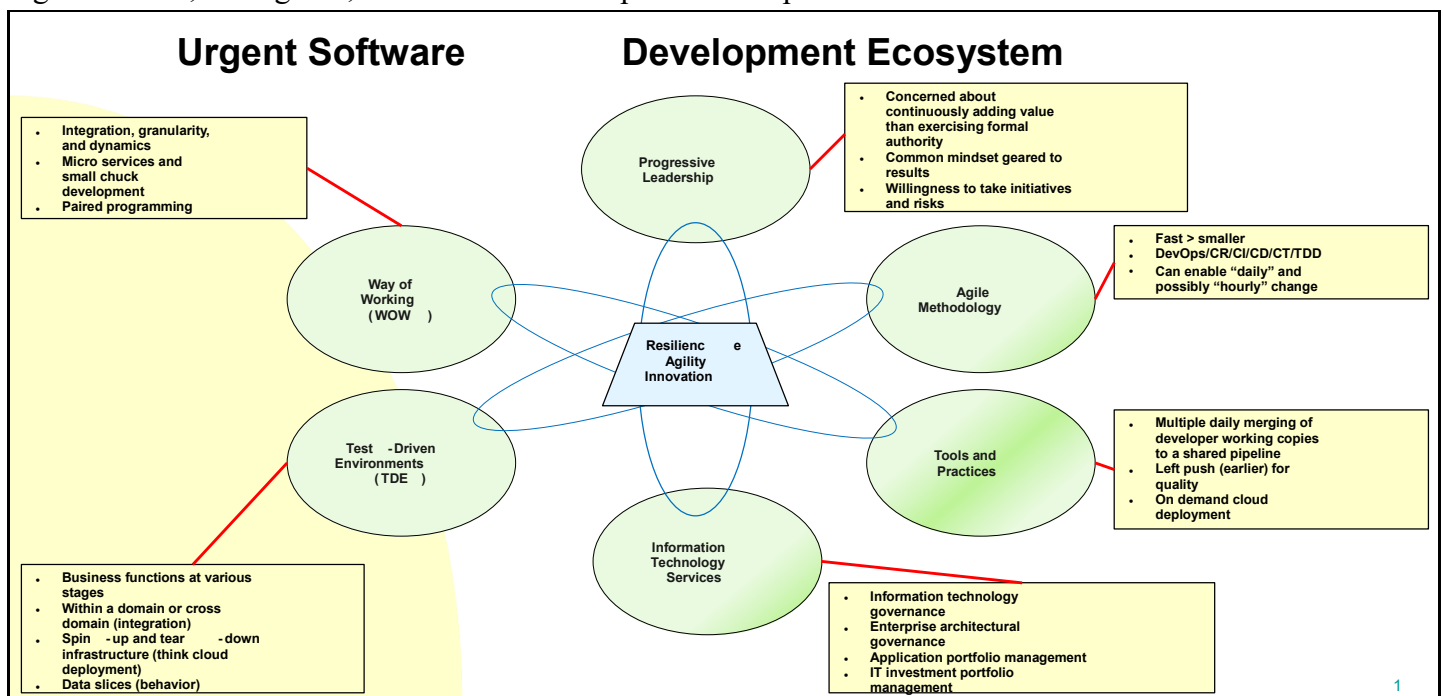 Urgent Software Development Ecosystem
• Integration, granularity,
and dynamics
• Micro services and
small chuck
development
• Paired programming
• Concerned about
continuously adding value
than exercising formal
authority
• Common mindset geared to
results
• Willingness to take initiatives
and risks
Progressive
Leadership
• Fast > smaller
• DevOps/CR/CI/CD/CT/TDD
• Can enable “daily” and
possibly “hourly” change
Way of
Working
(WOW )
Agile
Methodology
Resilienc e
Agility
Innovation
Test -Driven
Environments
(TDE )
Tools and
Practices
• Multiple daily merging of
developer working copies
to a shared pipeline
• Left push (earlier) for
quality
• On demand cloud
deployment
Information
Technology
Services
• Business functions at various
stages
• Within a domain or cross
domain (integration)
• Spin -up and tear -down
infrastructure (think cloud
deployment)
• Data slices (behavior)
• Information technology
governance
• Enterprise architectural
governance
• Application portfolio management
• IT investment portfolio
management
1